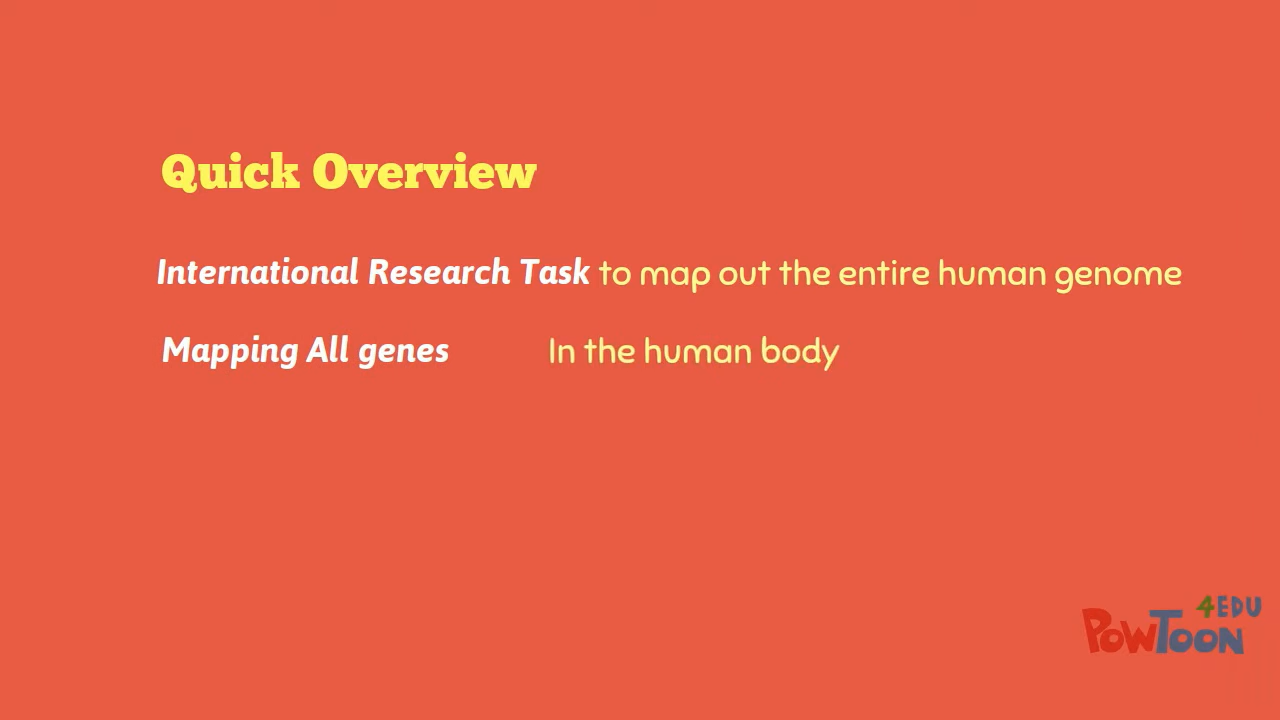 Quick Overview
International Research Task to map out the entire human genome
Mapping All genes In the human body
4EDU
PowToon